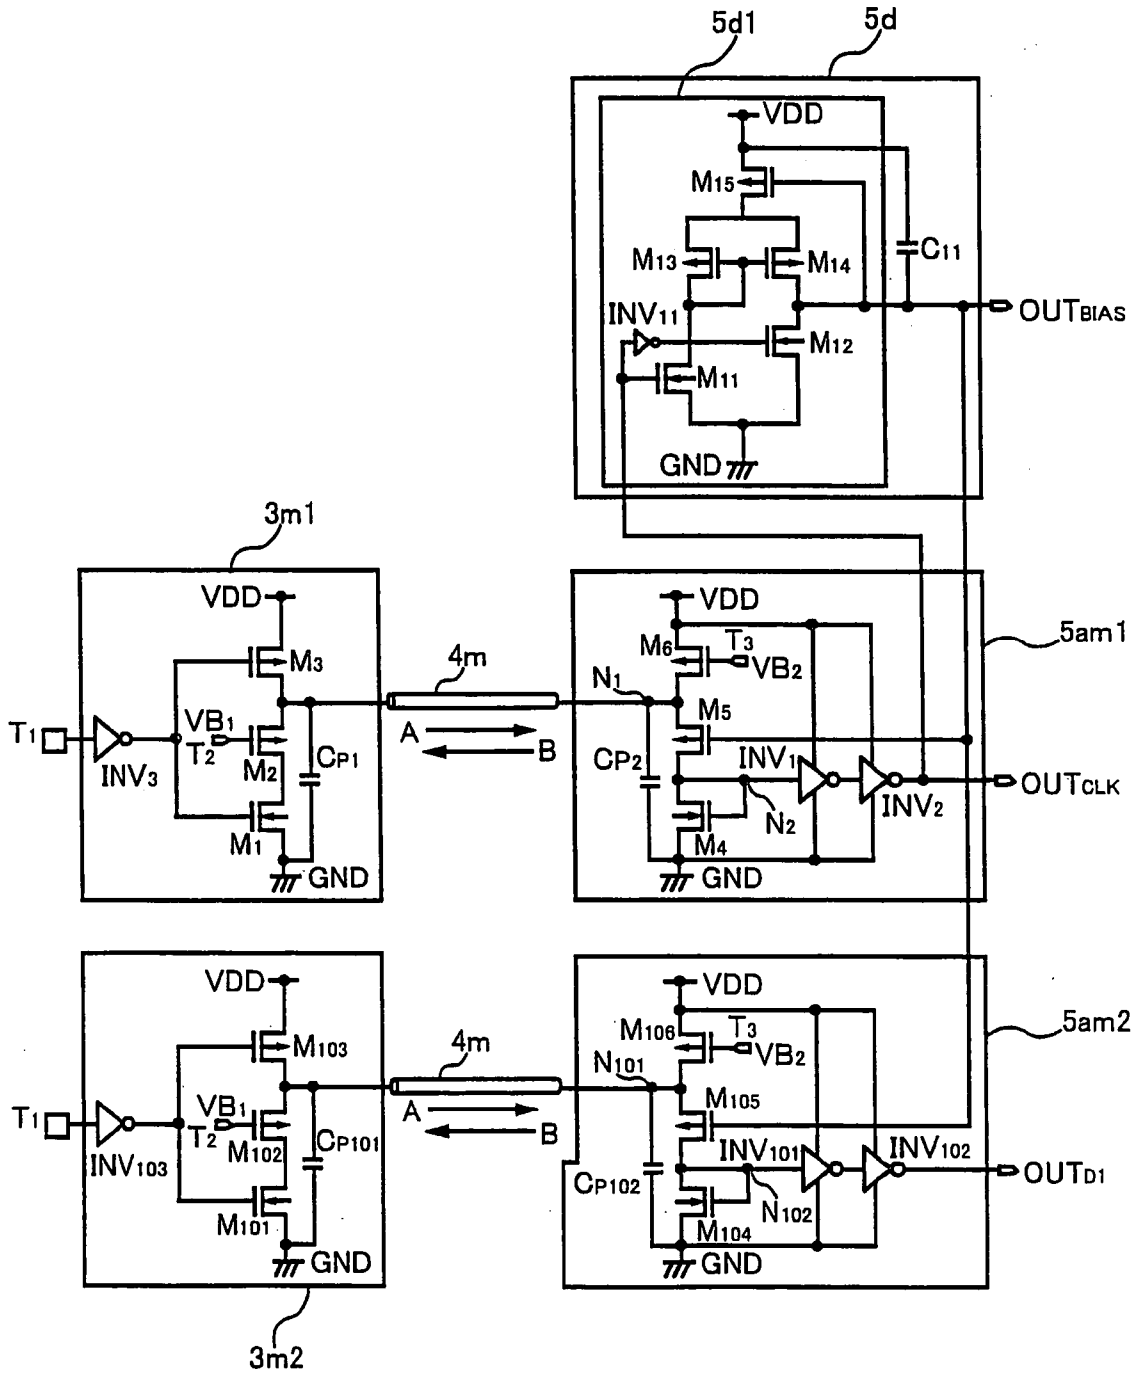 5d1
5d
VDD
M15
M13
M14
C11
INV11
OUTBIAS
M12
M11
GND
3m1
VDD
M3
T1
VB1
T2
M2
CP1
INV3
M1
GND
4m
A
B
VDD
5am1
M6
T3
VB2
N1
M5
CP2
INV1
OUTCLK
N2
INV2
M4
GND
VDD
M103
T1
VB1
T2
M102
CP101
INV103
M101
GND
3m2
4m
A
B
VDD
5am2
M106
T3
VB2
N101
M105
INV101
INV102
CP102
OUTD1
N102
M104
GND